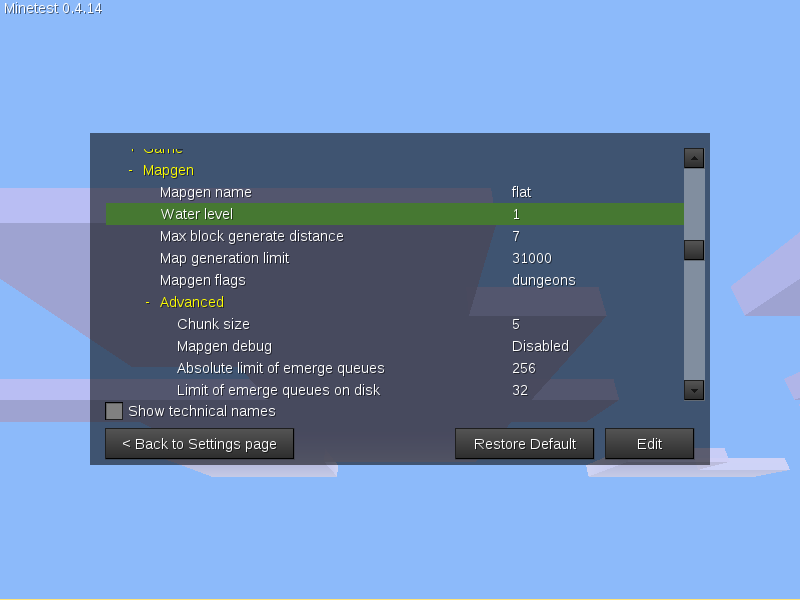 Minetest 0.4.14
+ Game
- Mapgen
Mapgen name flat
Water level 1
Max block generate distance 7
Map generation limit 31000
Mapgen flags dungeons
- Advanced
Chunk size 5
Mapgen debug Disabled
Absolute limit of emerge queues 256
Limit of emerge queues on disk 32
Show technical names
< Back to Settings page Restore Default Edit